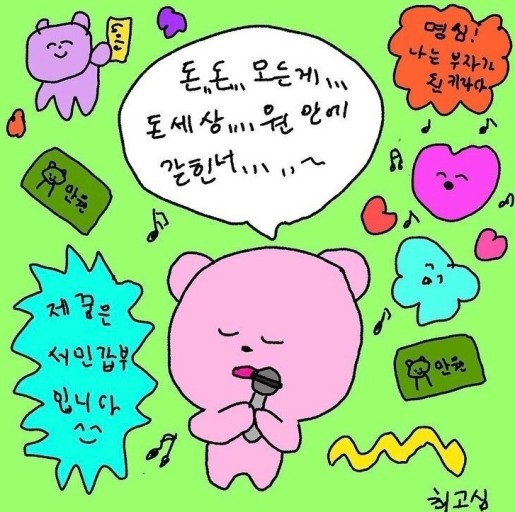 돈,,돈,,, 모든게,,,
돈세상,,,,원 안에
갇힌너,,, ,,~
명심!
나는 부자가
될거라다
만원
제 꿈은
서민갑부
입니다
만원
최고심